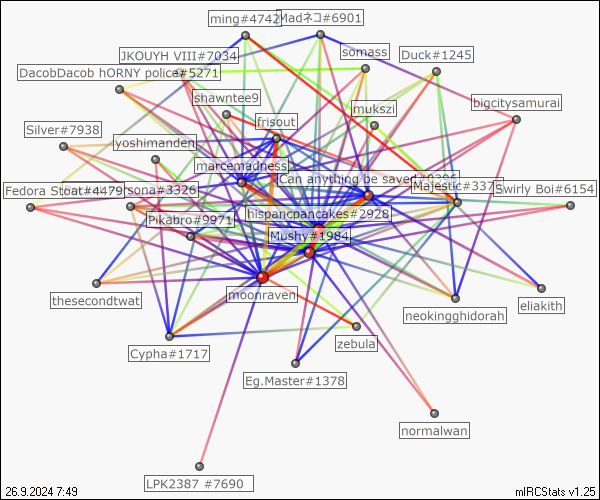 ming#4742
Madネコ#6901
JKOUYH VIII#7034
somass
Duck#1245
DacobDacob hORNY police#5271
shawntee9
mukszi
bigcitysamurai
frisout
Silver#7938
yoshimanden
marcemadness
Can anything be saved#0396
Majestic#337
Swirly Boi#6154
Fedora Stoat#4479
sona#3326
Pikabro#9971
hispancpancakes#2928
Mushy#1984
moonraven
thesecondtwat
neokingghidorah
eliakith
zebula
Cypha#1717
Eg.Master#1378
normalwan
LPK2387 #7690
26.9.2024 7:49
mIRCStats v1.25